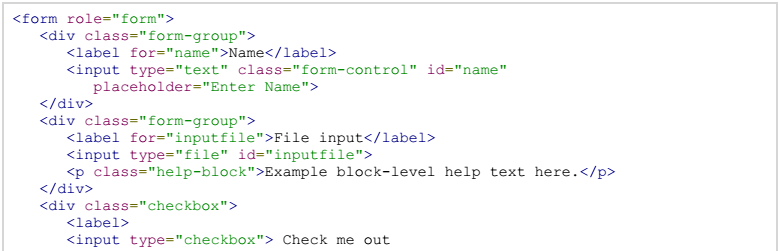 <form role="form">
   <div class="form-group">
      <label for="name">Name</label>
      <input type="text" class="form-control" id="name"
         placeholder="Enter Name">
   </div>
   <div class="form-group">
      <label for="inputfile">File input</label>
      <input type="file" id="inputfile">
      <p class="help-block">Example block-level help text here.</p>
   </div>
   <div class="checkbox">
      <label>
      <input type="checkbox"> Check me out